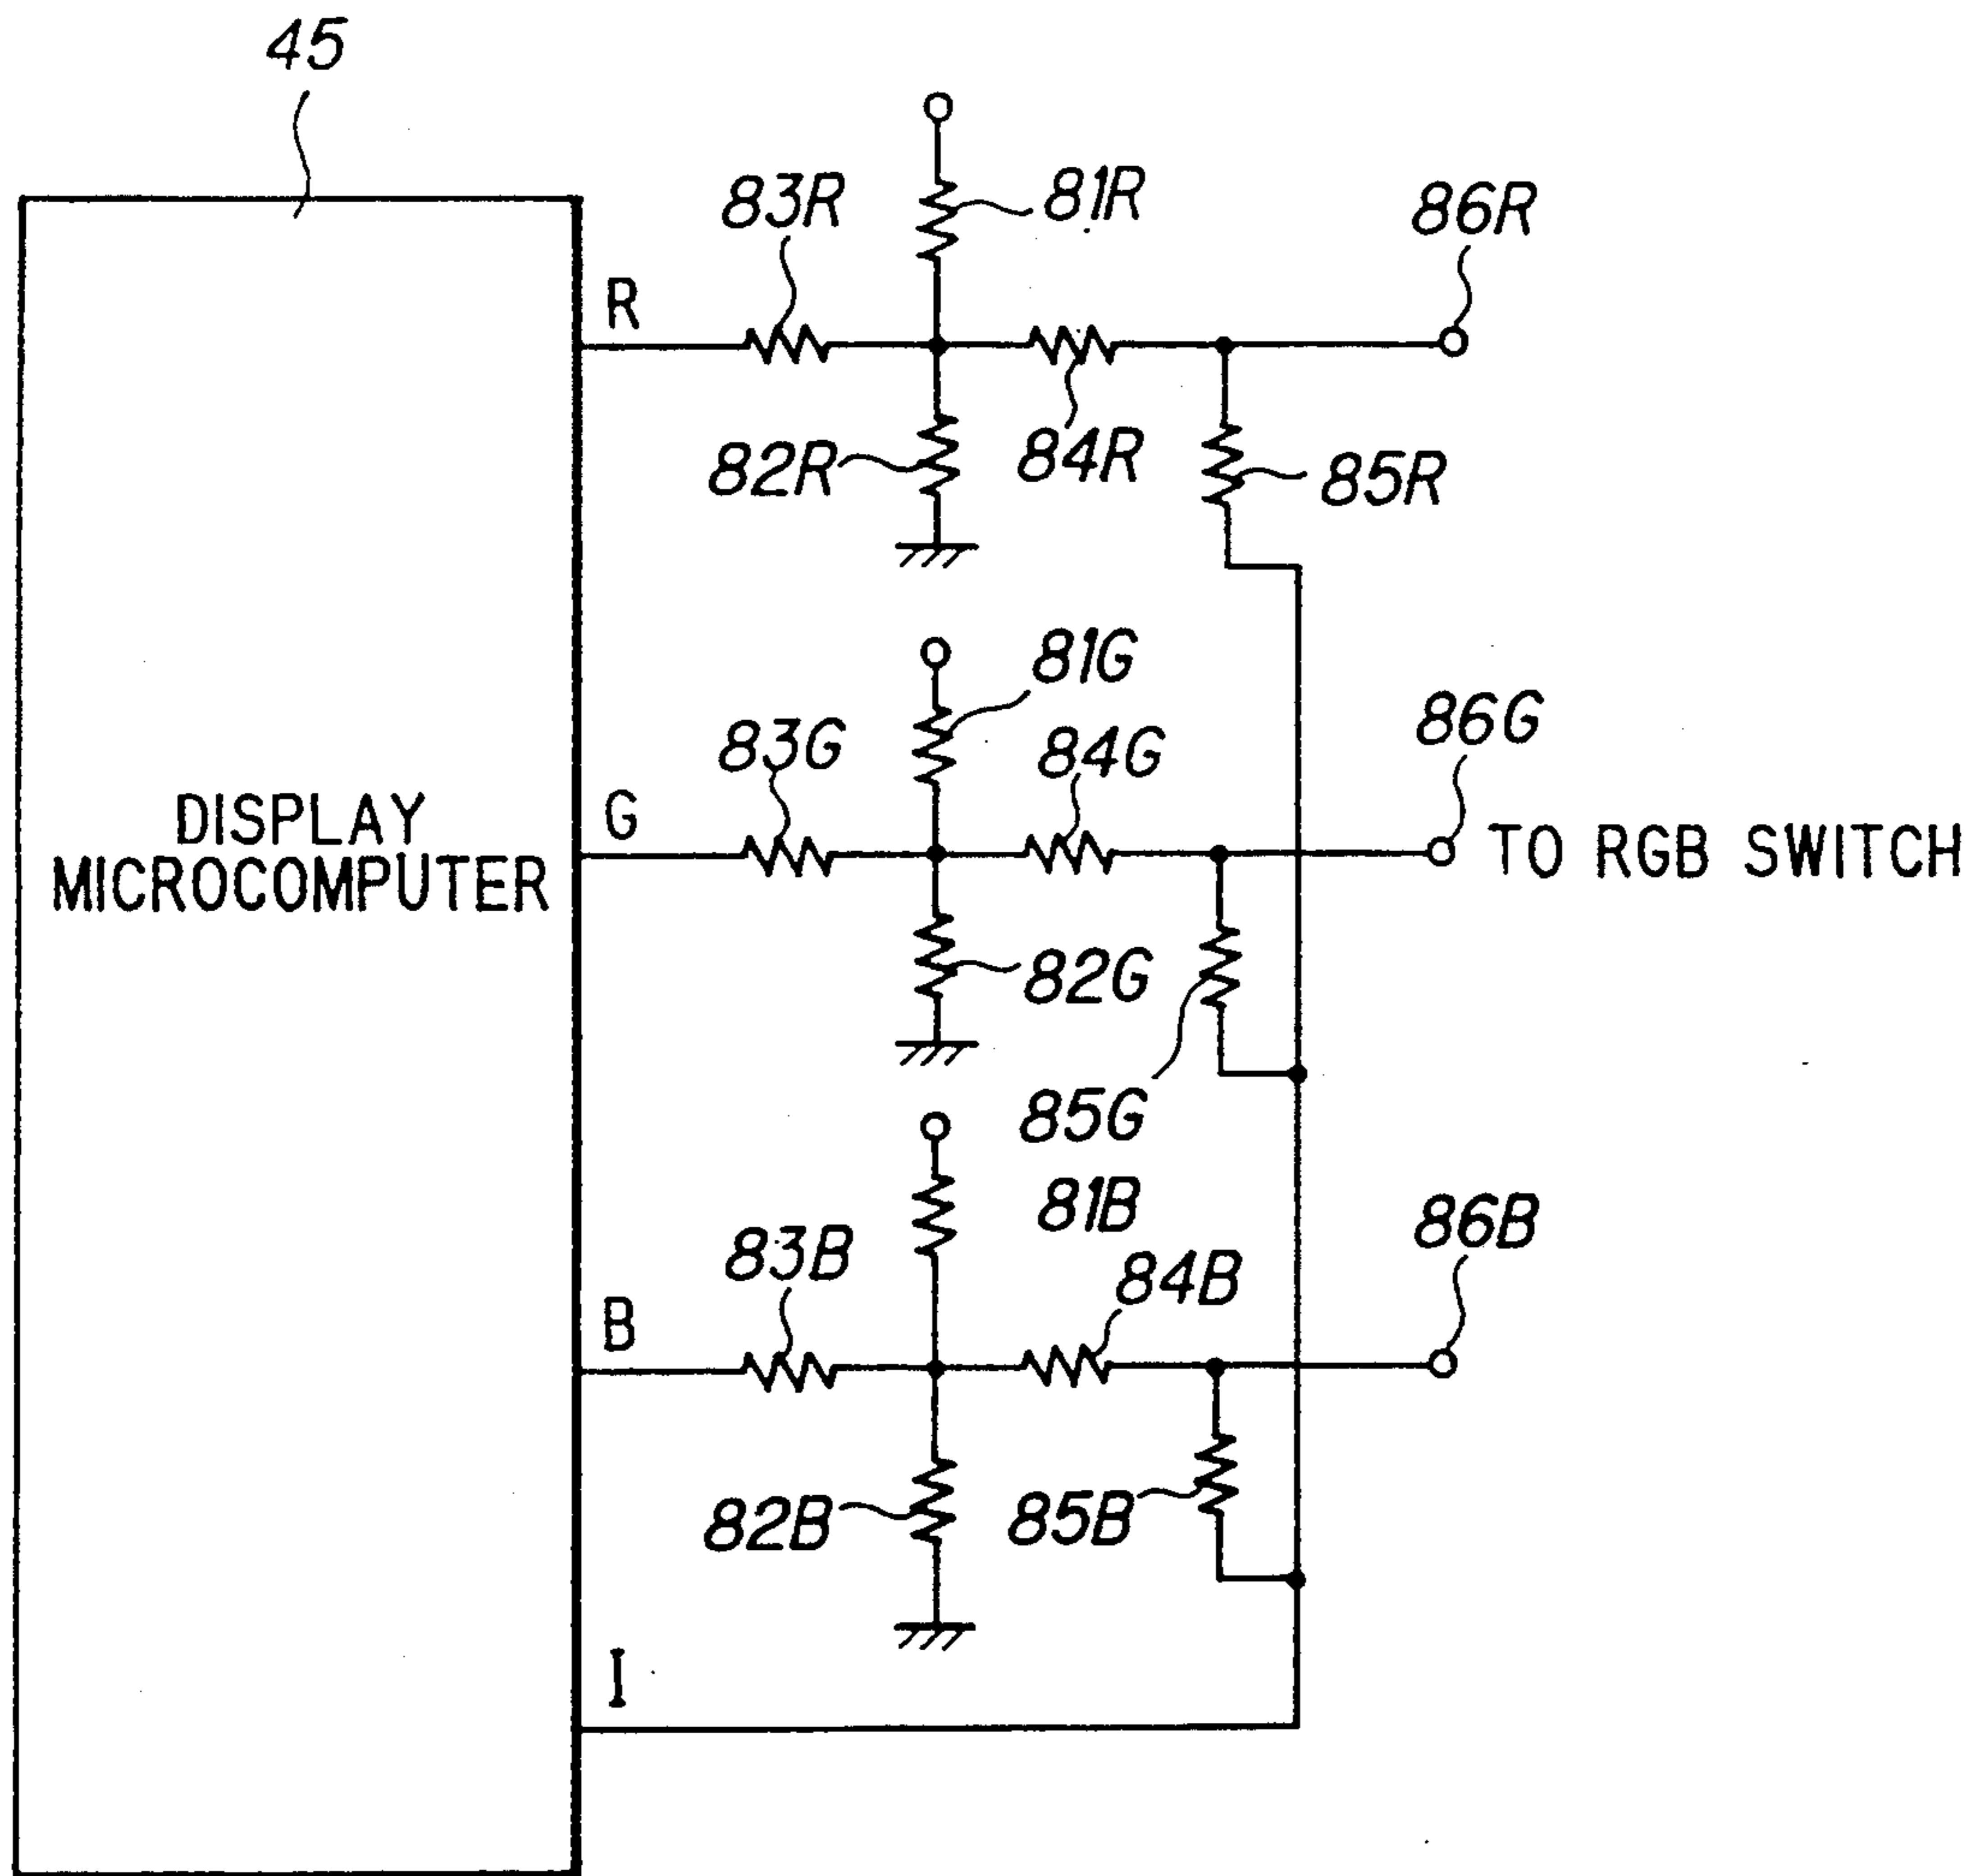 45
83R
81R
86R
R
82R
84R
85R
81G
86G
83G
84G
G
DISPLAY
MICROCOMPUTER
TO RGB SWITCH
82G
85G
81B
86B
83B
84B
B
82B
85B
I